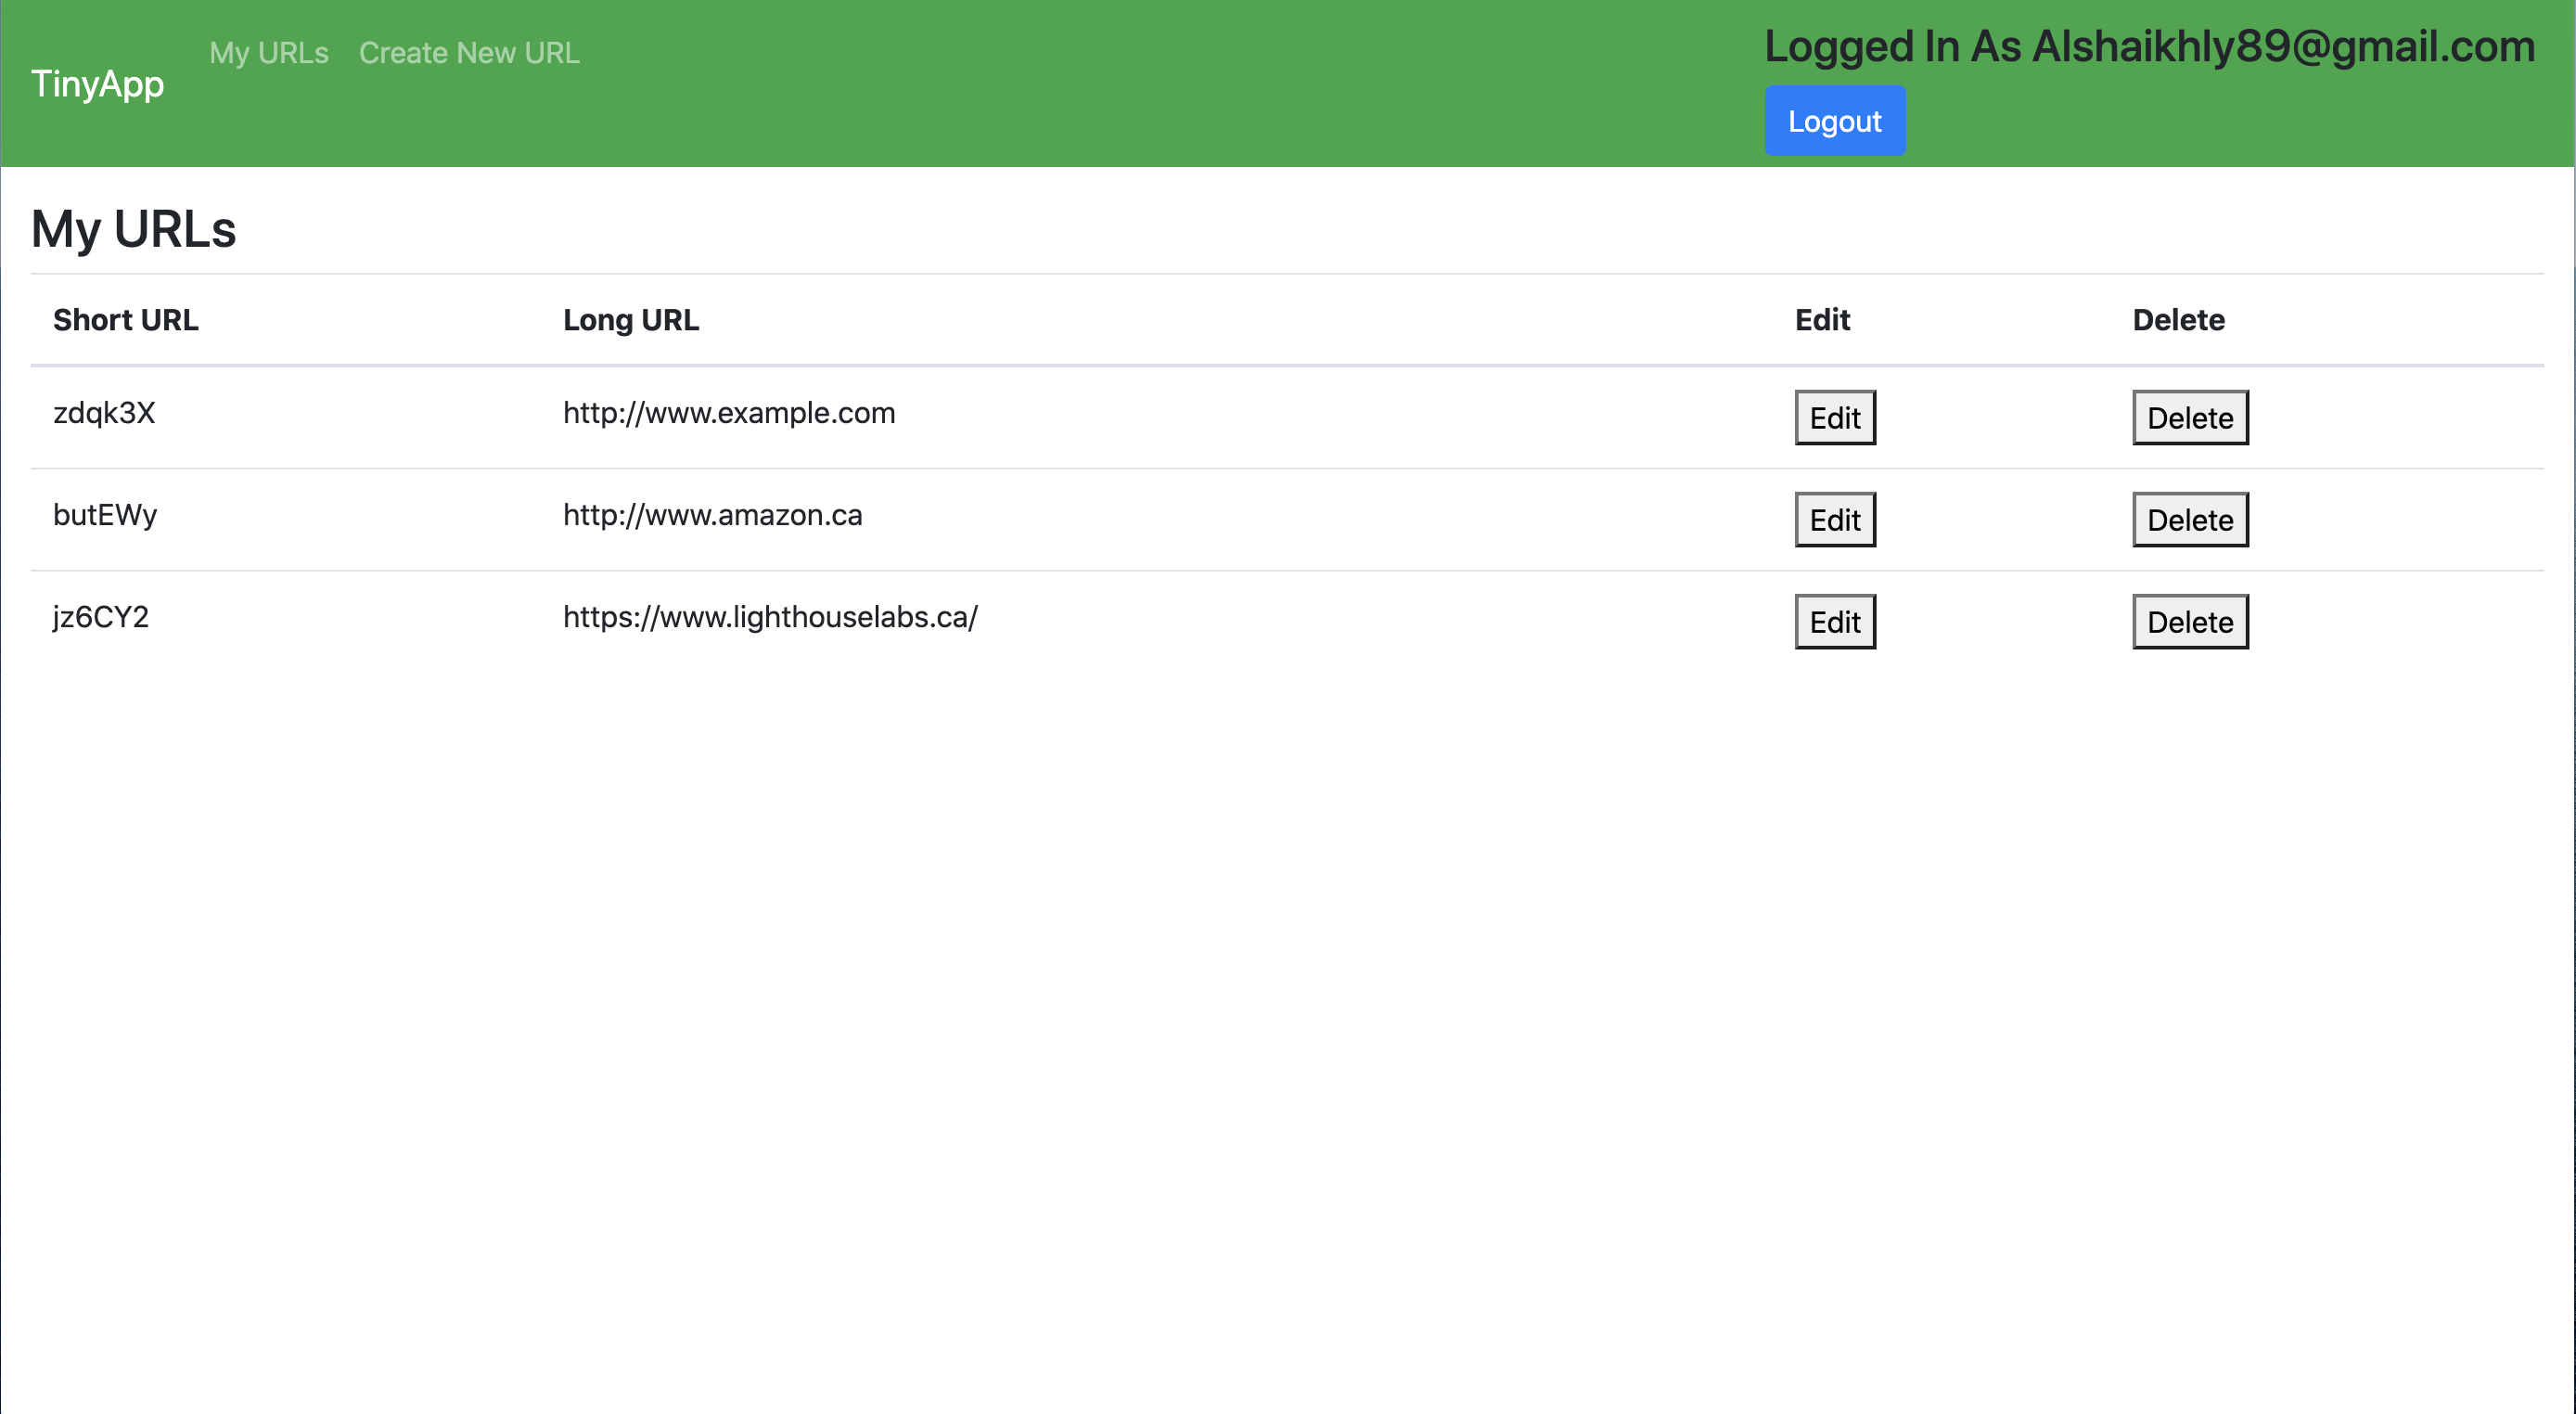 TinyApp My URLs Create New URL
Logged In As Alshaikhly89@gmail.com
Logout
My URLs
Short URL Long URL Edit Delete
zdqk3X http://www.example.com Edit Delete
butEWy http://www.amazon.ca Edit Delete
jz6CY2 https://www.lighthouselabs.ca/ Edit Delete